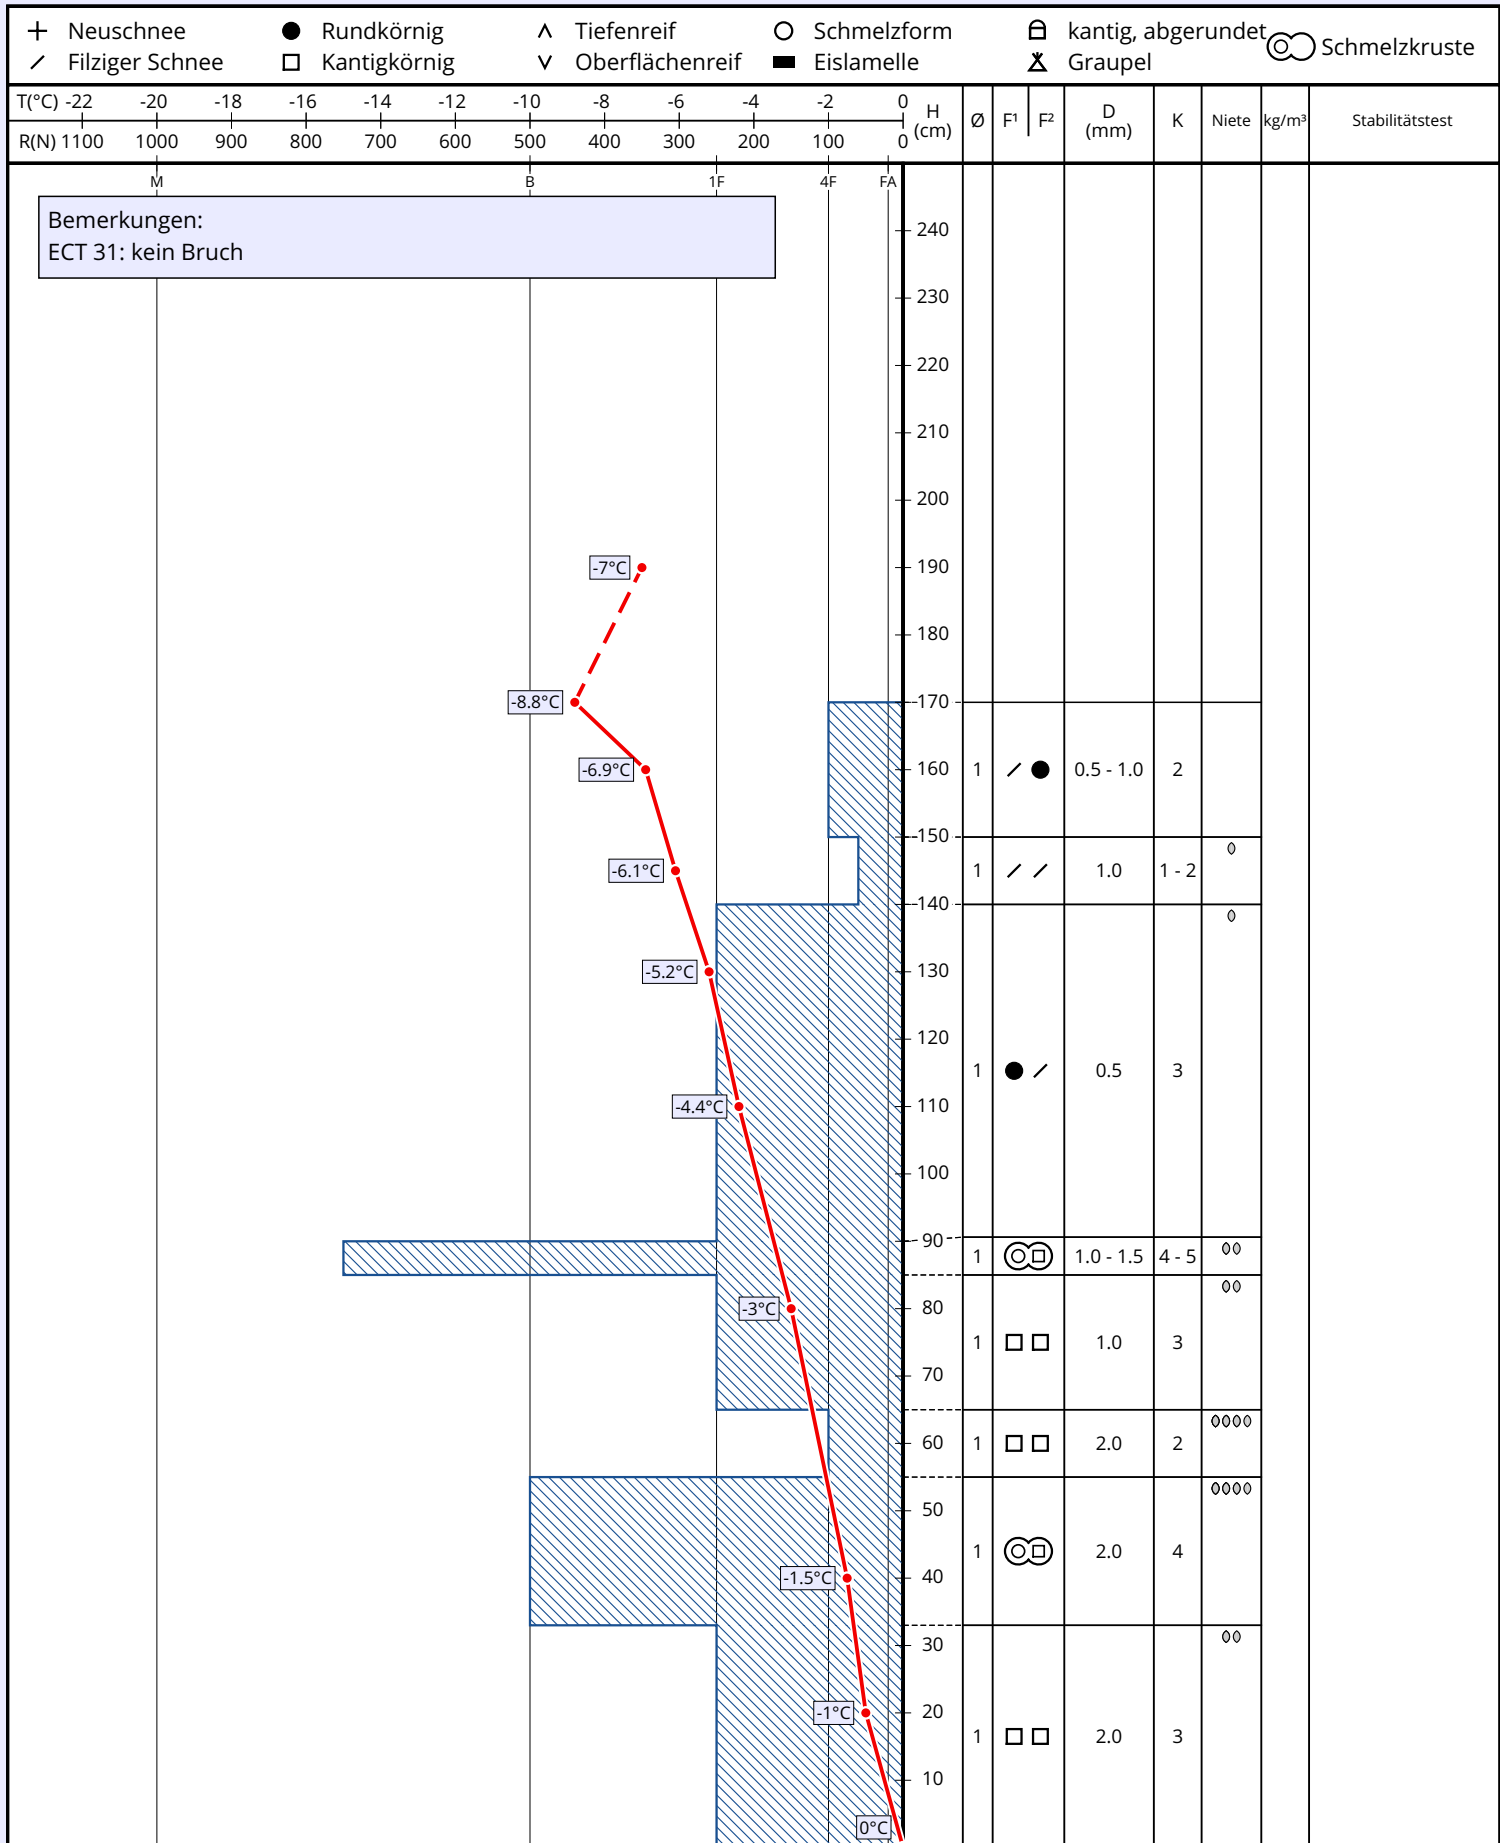 Neuschnee Rundkörnig Tiefenreif Schmelzform kantig, abgerundet Schmelzkruste
Filziger Schnee Kantigkörnig Oberflächenreif Eislamelle Graupel
T(°C) -22 -20 -18 -16 -14 -12 -10 -8 -6 -4 -2 0
R(N) 1100 1000 900 800 700 600 500 400 300 200 100 0
H (cm) Ø F¹ F² D (mm) K Niete kg/m³ Stabilitätstest
M B 1F 4F FA
Bemerkungen:
ECT 31: kein Bruch
240
230
220
210
200
-7°C 190
180
-8.8°C 170
-6.9°C 160 1 0.5 - 1.0 2
150
-6.1°C 1 1.0 1 - 2
140
-5.2°C 130
120
1 0.5 3
-4.4°C 110
100
90
1 1.0 - 1.5 4 - 5
-3°C 80
1 1.0 3
70
60 1 2.0 2
50
1 2.0 4
-1.5°C 40
30
-1°C 20
1 2.0 3
10
0°C